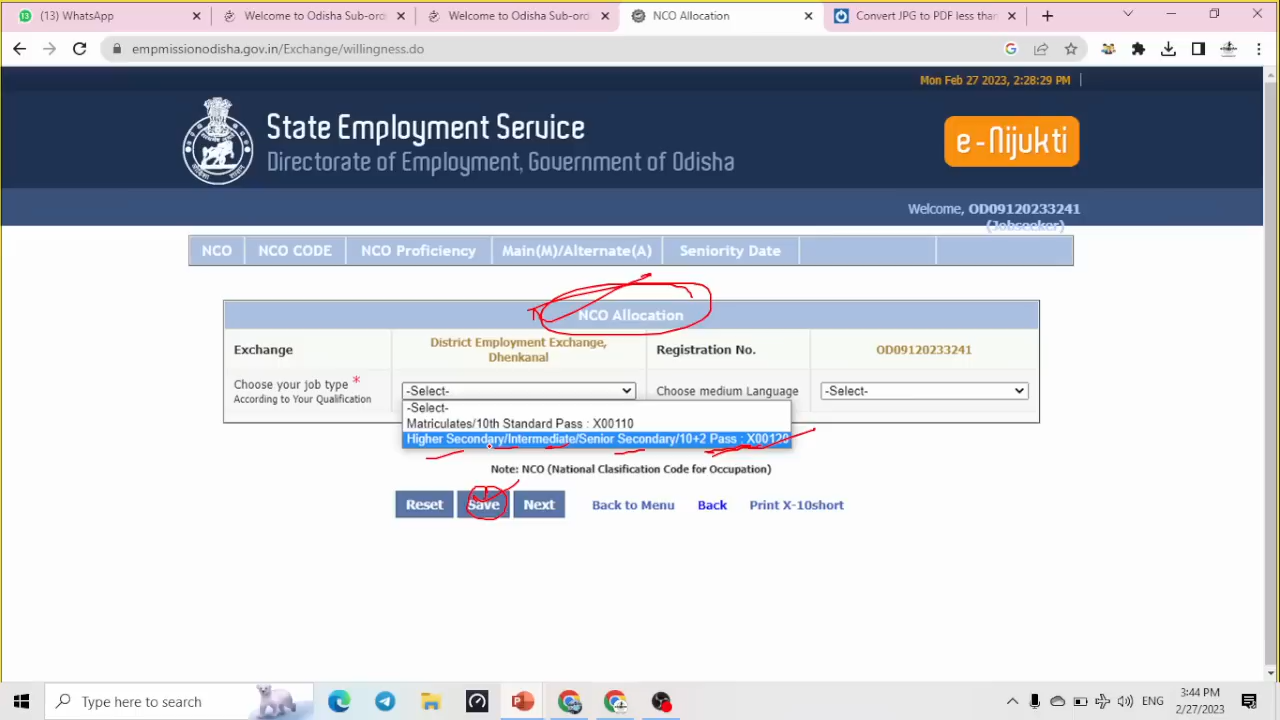 (13) WhatsApp
Welcome to Odisha Sub-ord
Welcome to Odisha Sub-ord
NCO Allocation
Convert JPG to PDF less than
empmissionodisha.gov.in/Exchange/willingness.do
Mon Feb 27 2023, 2:28:29 PM
State Employment Service
Directorate of Employment, Government of Odisha
e-Nijukti
Welcome, OD09120233241
(Jobseeker)
NCO NCO CODE NCO Proficiency Main(M)/Alternate(A) Seniority Date
NCO Allocation
Exchange
District Employment Exchange,
Dhenkanal
Registration No.
OD09120233241
Choose your job type *
According to Your Qualification
-Select-
Choose medium Language
-Select-
-Select-
Matriculates/10th Standard Pass : X00110
Higher Secondary/Intermediate/Senior Secondary/10+2 Pass : X00120
Note: NCO (National Clasification Code for Occupation)
Reset Save Next Back to Menu Back Print X-10short
Type here to search
ENG
3:44 PM
2/27/2023